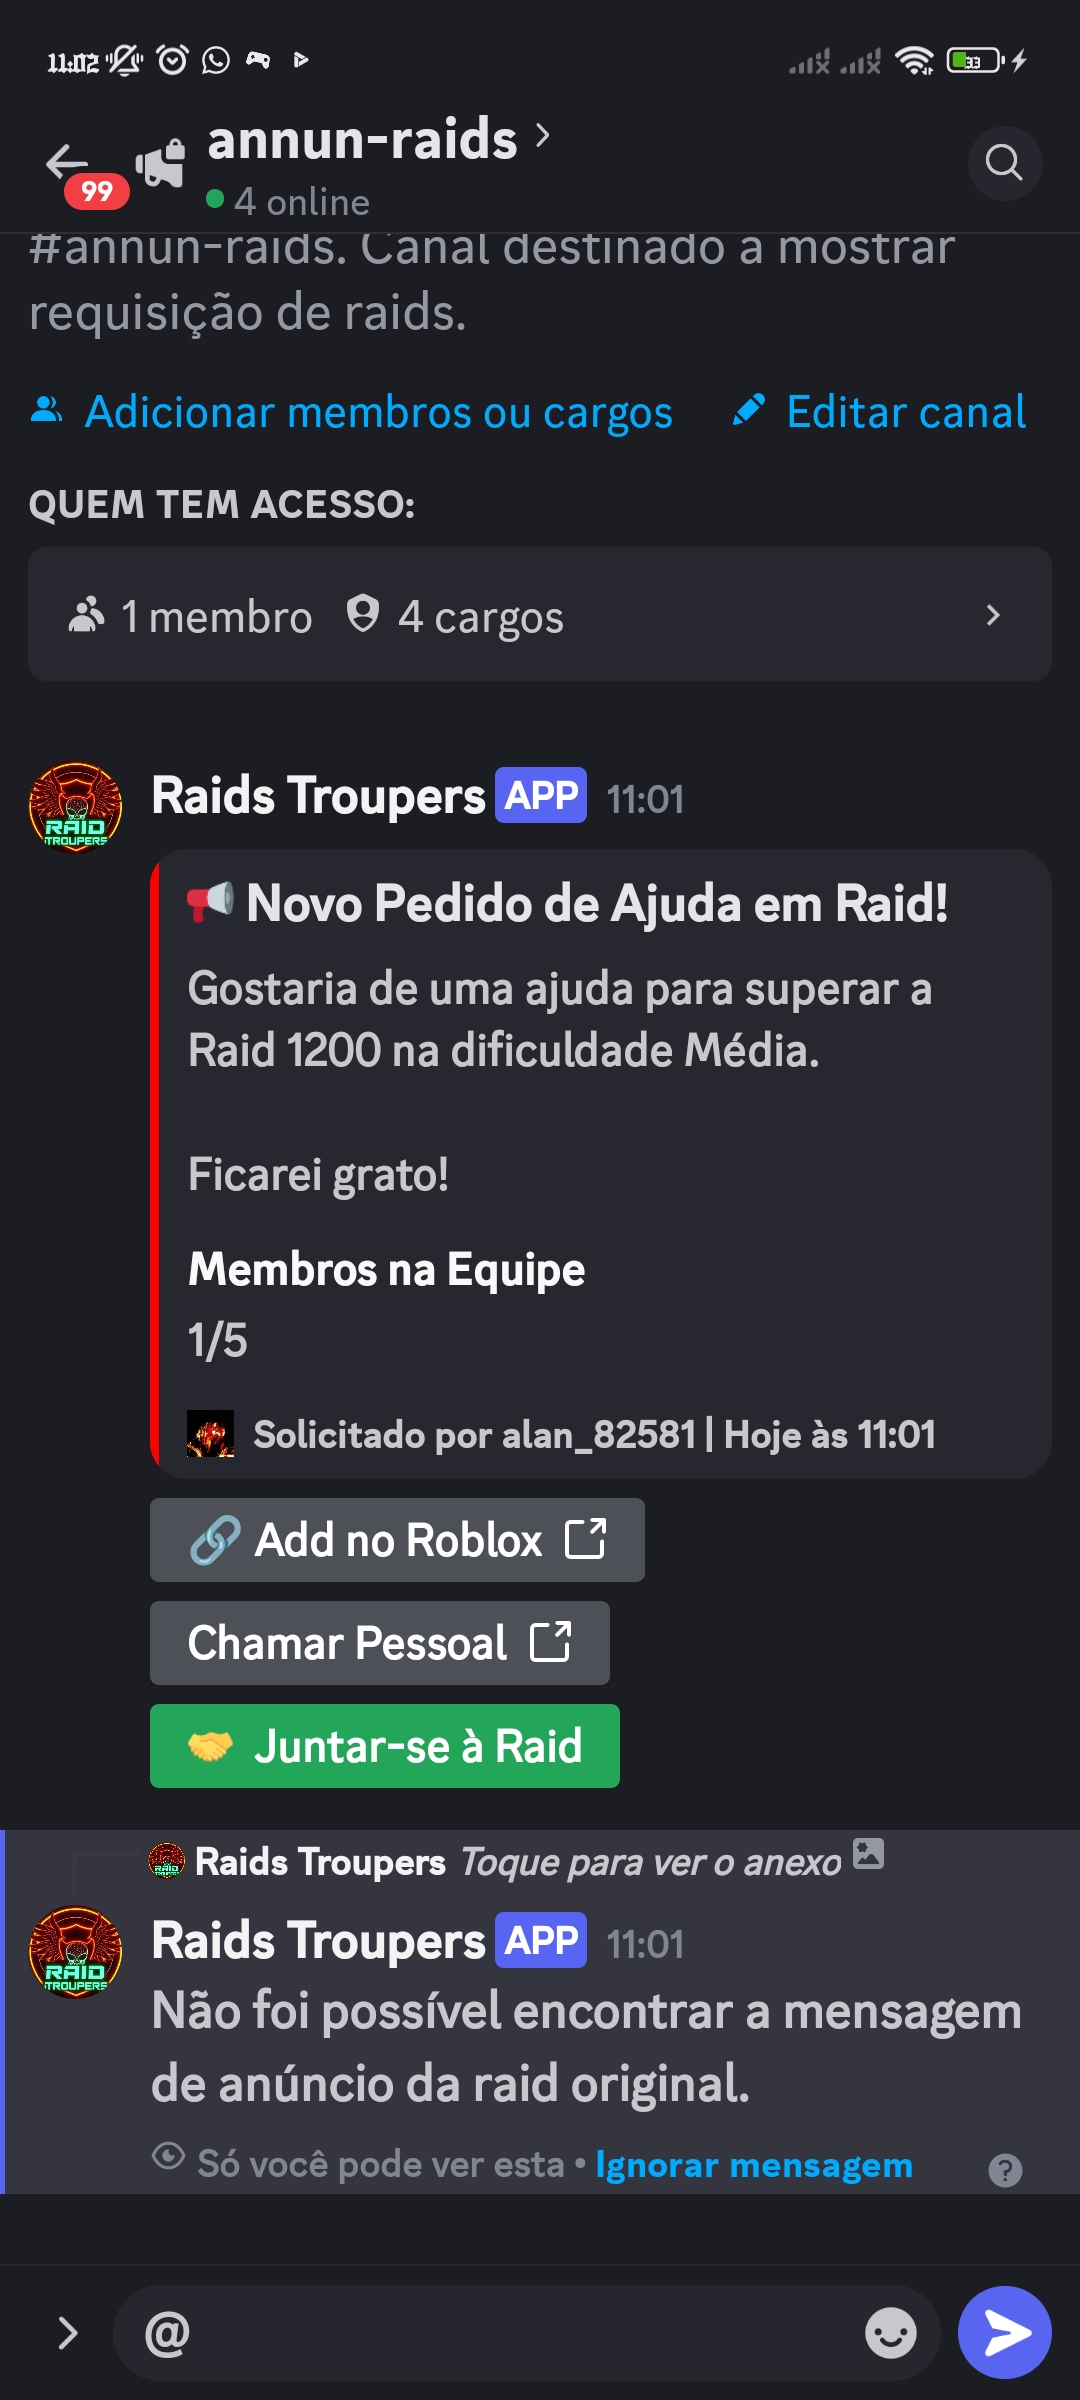 11:02
33
annun-raids
99
4 online
#annun-raids. Canal destinado a mostrar
requisição de raids.
Adicionar membros ou cargos
Editar canal
QUEM TEM ACESSO:
1 membro
4 cargos
Raids Troupers APP 11:01
RAID
TROUPERS
Novo Pedido de Ajuda em Raid!
Gostaria de uma ajuda para superar a
Raid 1200 na dificuldade Média.
Ficarei grato!
Membros na Equipe
1/5
Solicitado por alan_82581 | Hoje às 11:01
Add no Roblox
Chamar Pessoal
Juntar-se à Raid
Raids Troupers Toque para ver o anexo
Raids Troupers APP 11:01
RAID
TROUPERS
Não foi possível encontrar a mensagem
de anúncio da raid original.
Só você pode ver esta • Ignorar mensagem
?
@